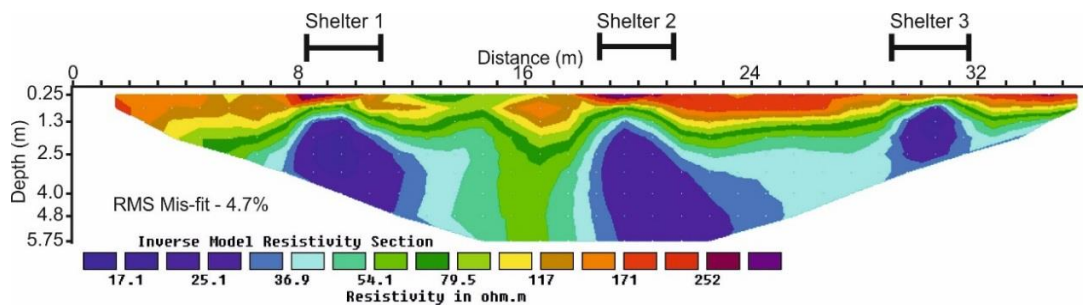 Shelter 1 Shelter 2 Shelter 3
Distance (m)
0 8 16 24 32
0.25
1.3
2.5
4.0
4.8
5.75
Depth (m)
RMS Mis-fit - 4.7%
Inverse Model Resistivity Section
17.1 25.1 36.9 54.1 79.5 117 171 252
Resistivity in ohm.m